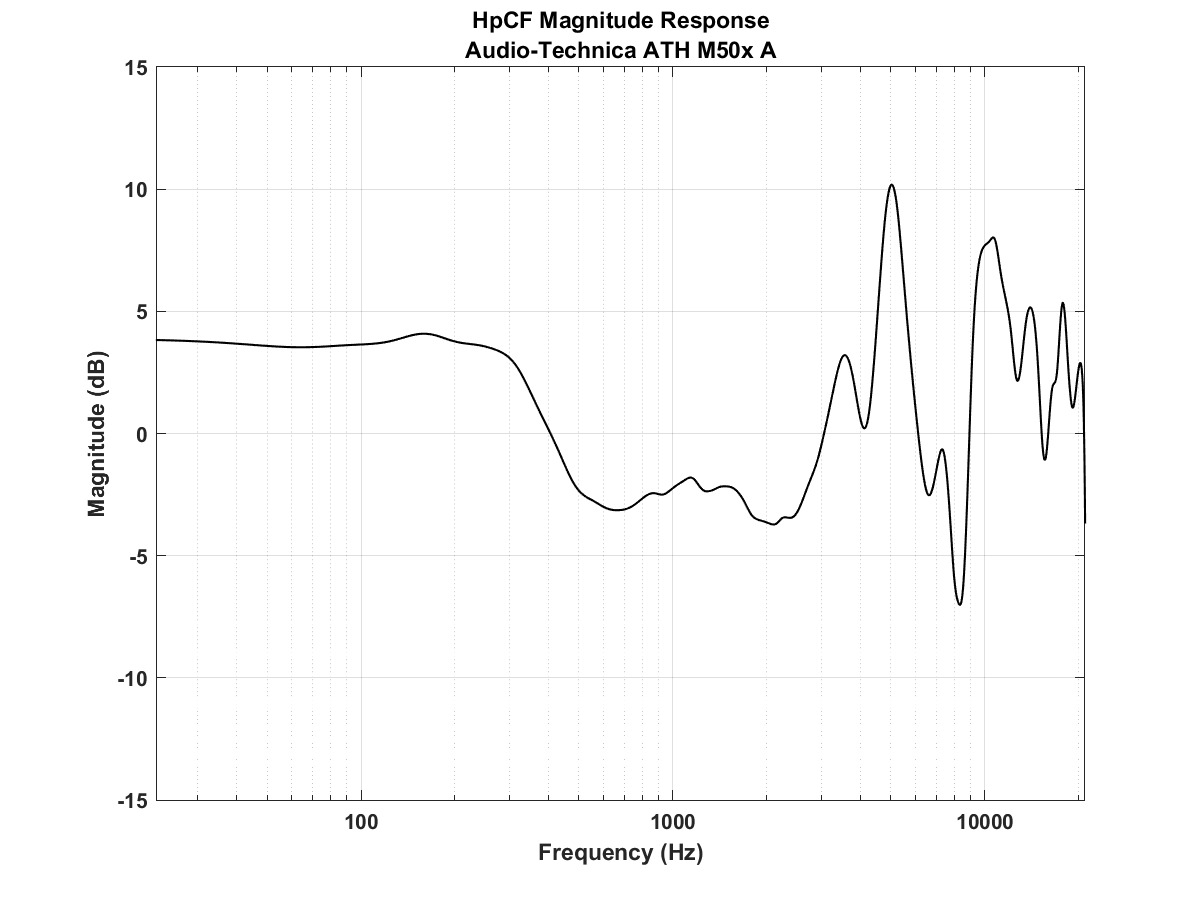 HpCF Magnitude Response
Audio-Technica ATH M50x A
15
10
5
0
-5
-10
-15
Magnitude (dB)
100 1000 10000
Frequency (Hz)